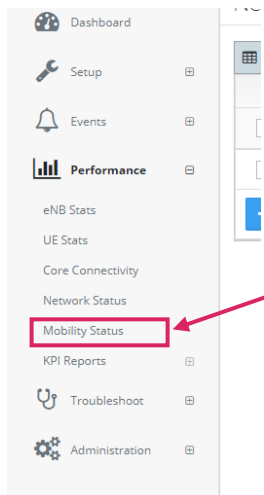 Dashboard
Setup
Events
Performance
eNB Stats
UE Stats
Core Connectivity
Network Status
Mobility Status
KPI Reports
Troubleshoot
Administration